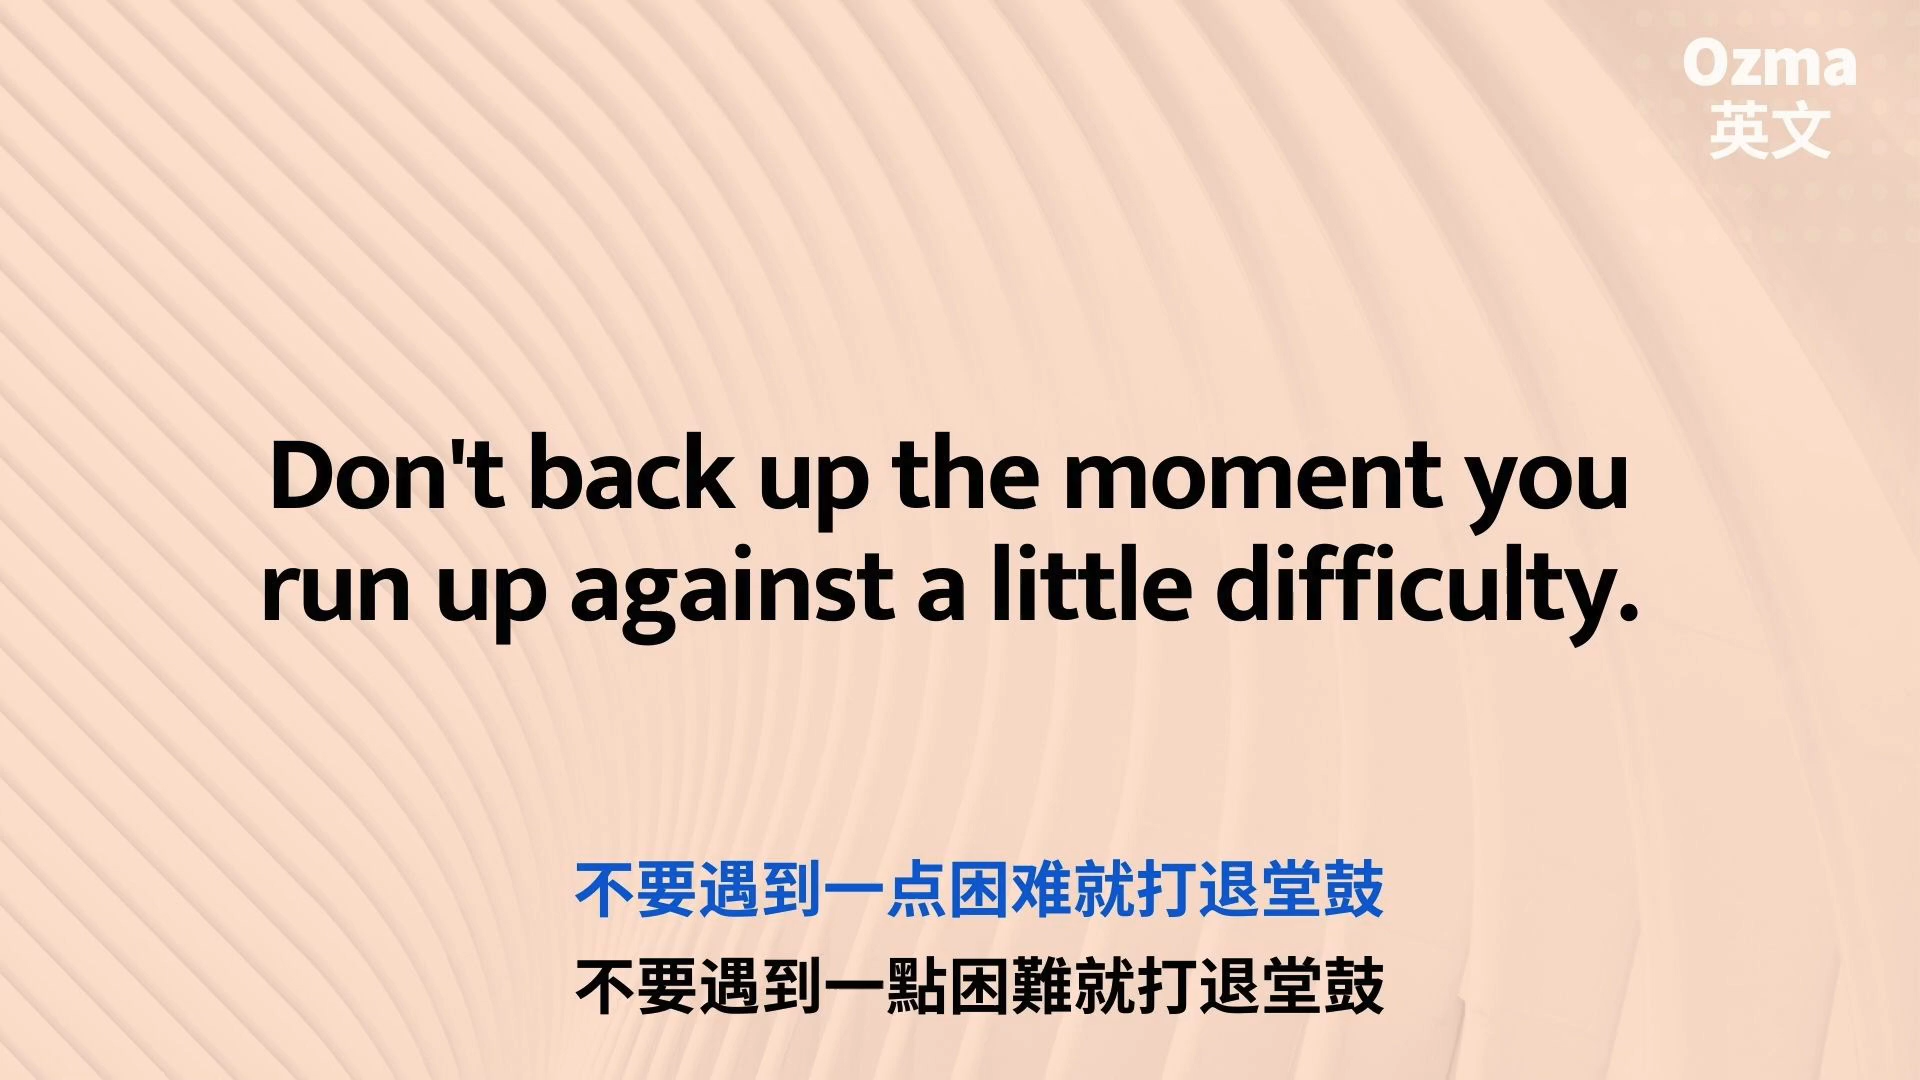 Ozma
英文
Don't back up the moment you
run up against a little difficulty.
不要遇到一点困难就打退堂鼓
不要遇到一點困難就打退堂鼓